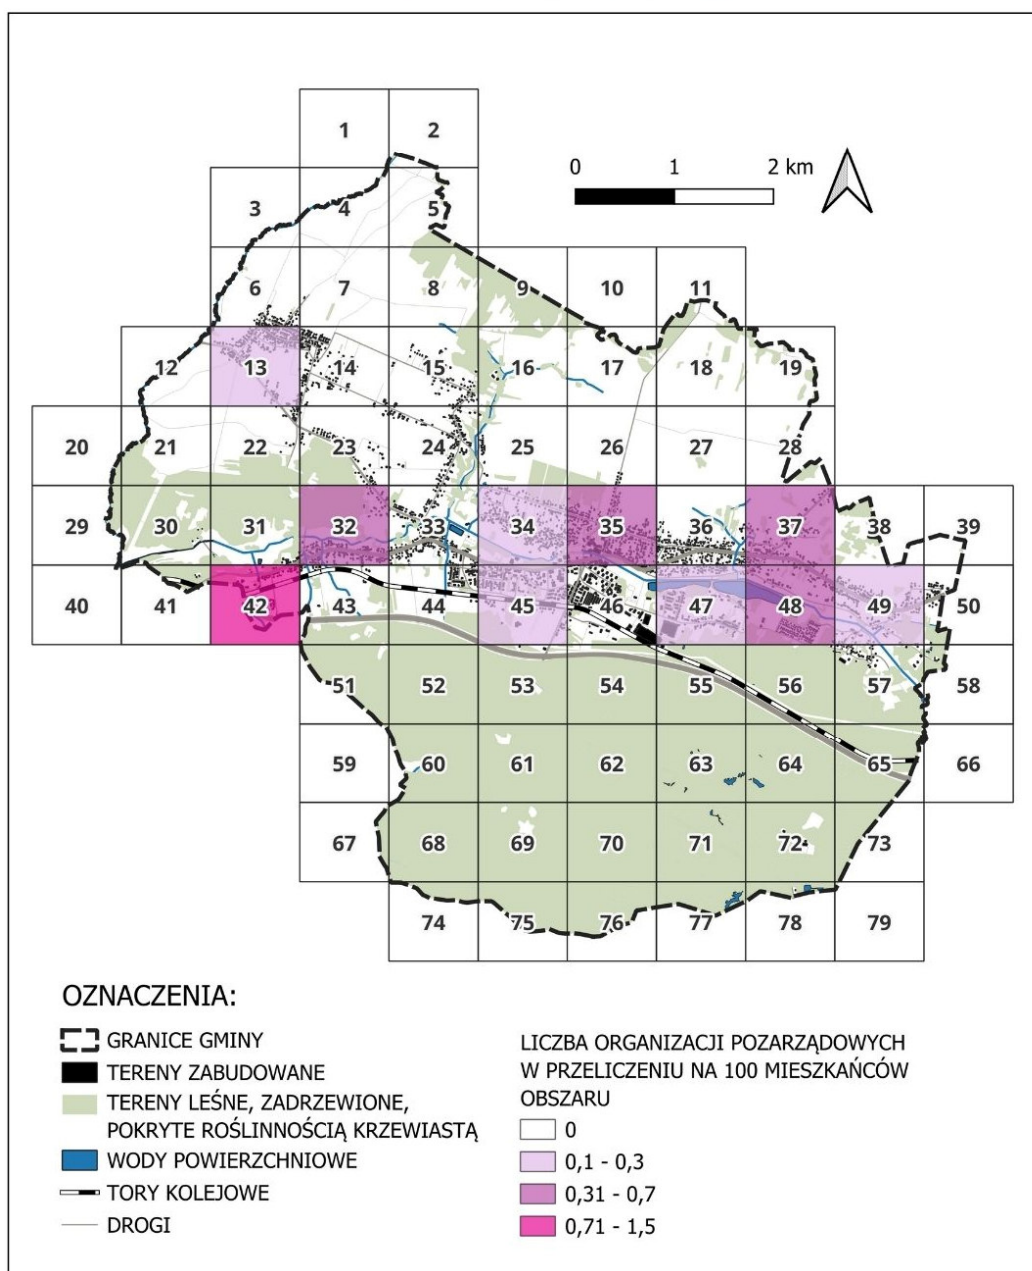 1 2
0 1 2 km
3 4 5
6 7 8 9 10 11
12 13 14 15 16 17 18 19
20 21 22 23 24 25 26 27 28
29 30 31 32 33 34 35 36 37 38 39
40 41 42 43 44 45 46 47 48 49 50
51 52 53 54 55 56 57 58
59 60 61 62 63 64 65 66
67 68 69 70 71 72 73
74 75 76 77 78 79
OZNACZENIA:
GRANICE GMINY
TERENY ZABUDOWANE
TERENY LEŚNE, ZADRZEWIONE,
POKRYTE ROŚLINNOŚCIĄ KRZEWIASTĄ
WODY POWIERZCHNIOWE
TORY KOLEJOWE
DROGI
LICZBA ORGANIZACJI POZARZĄDOWYCH
W PRZELICZENIU NA 100 MIESZKAŃCÓW
OBSZARU
0
0,1 - 0,3
0,31 - 0,7
0,71 - 1,5